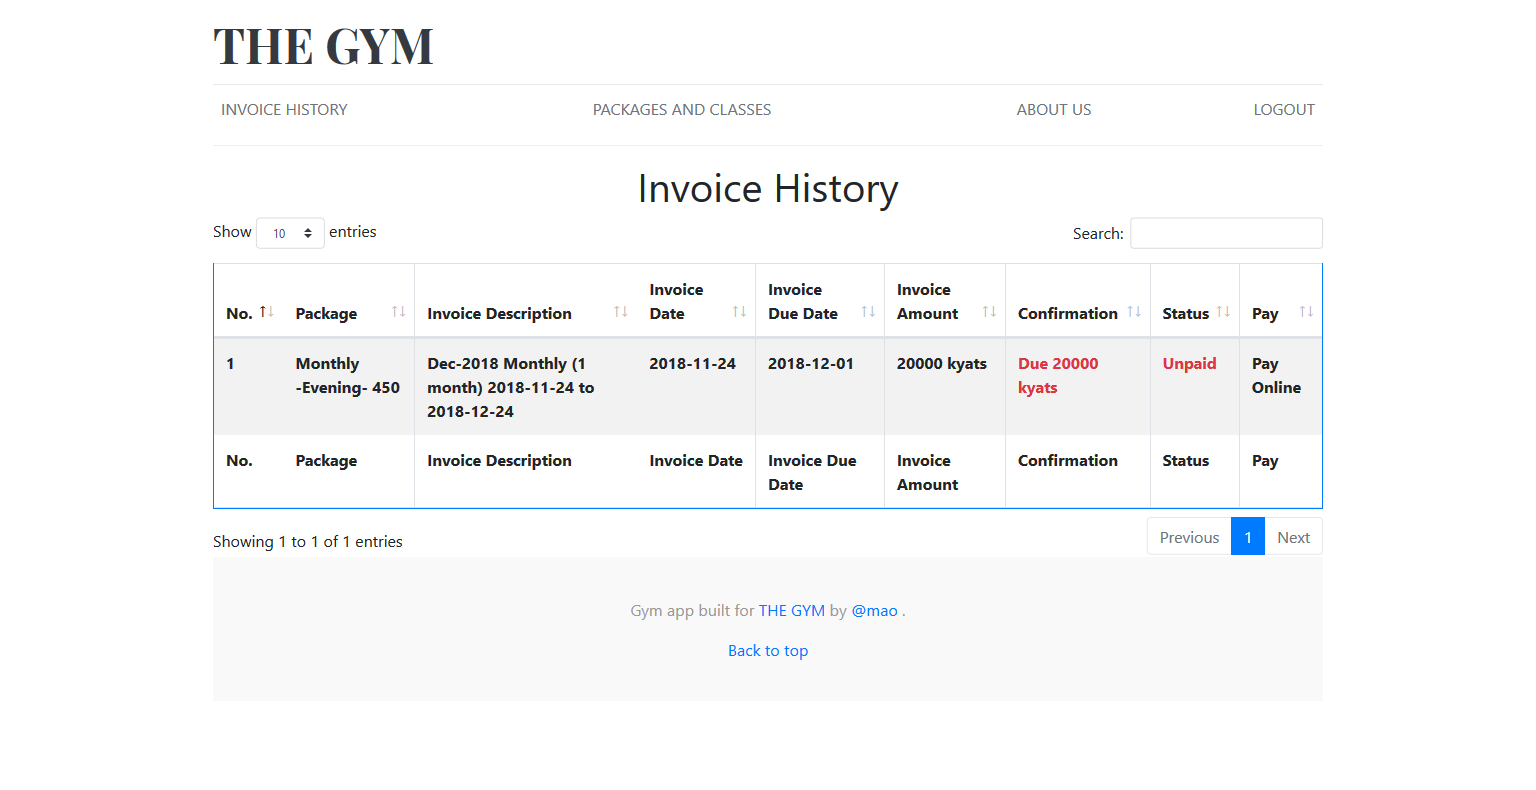 THE GYM
INVOICE HISTORY PACKAGES AND CLASSES ABOUT US LOGOUT
Invoice History
Show 10 entries Search:
No. Package Invoice Description Invoice Date Invoice Due Date Invoice Amount Confirmation Status Pay
1 Monthly -Evening- 450 Dec-2018 Monthly (1 month) 2018-11-24 to 2018-12-24 2018-11-24 2018-12-01 20000 kyats Due 20000 kyats Unpaid Pay Online
No. Package Invoice Description Invoice Date Invoice Due Date Invoice Amount Confirmation Status Pay
Showing 1 to 1 of 1 entries Previous 1 Next
Gym app built for THE GYM by @mao .
Back to top